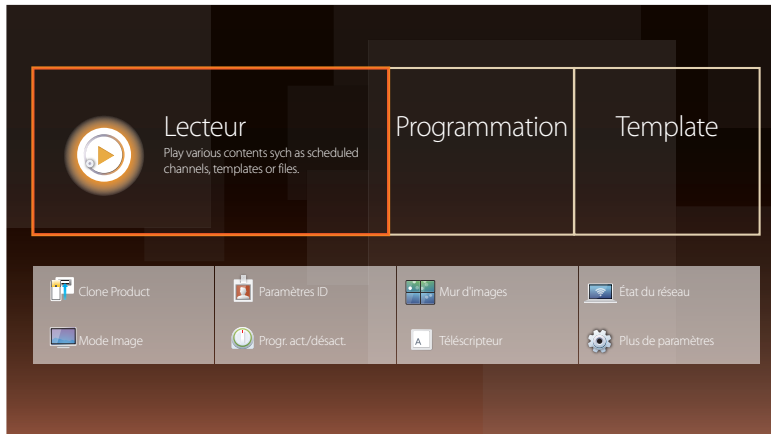 Lecteur
Play various contents sych as scheduled
channels, templates or files.
Programmation
Template
Clone Product
Paramètres ID
Mur d'images
État du réseau
Mode Image
Progr. act./désact.
A
Téléscripteur
Plus de paramètres